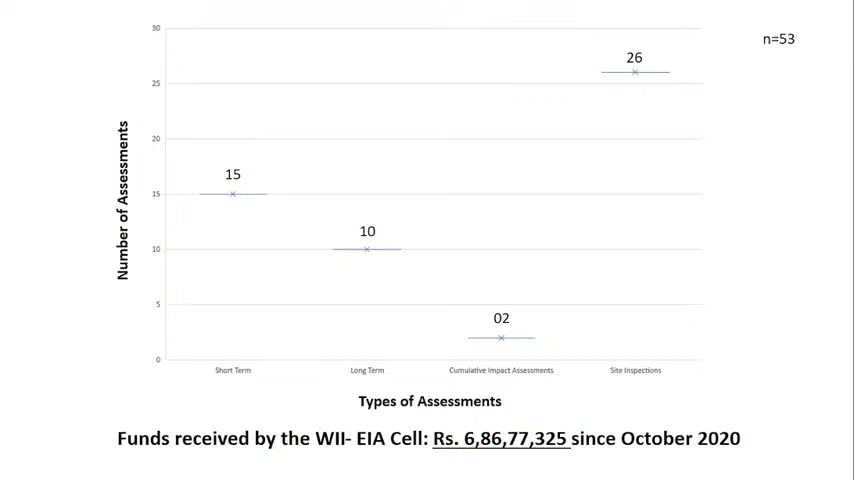 30
n=53
26
25
20
15
15
10
10
02
5
0
Number of Assessments
Short Term
Long Term
Cumulative Impact Assessments
Site Inspections
Types of Assessments
Funds received by the WII- EIA Cell: Rs. 6,86,77,325 since October 2020